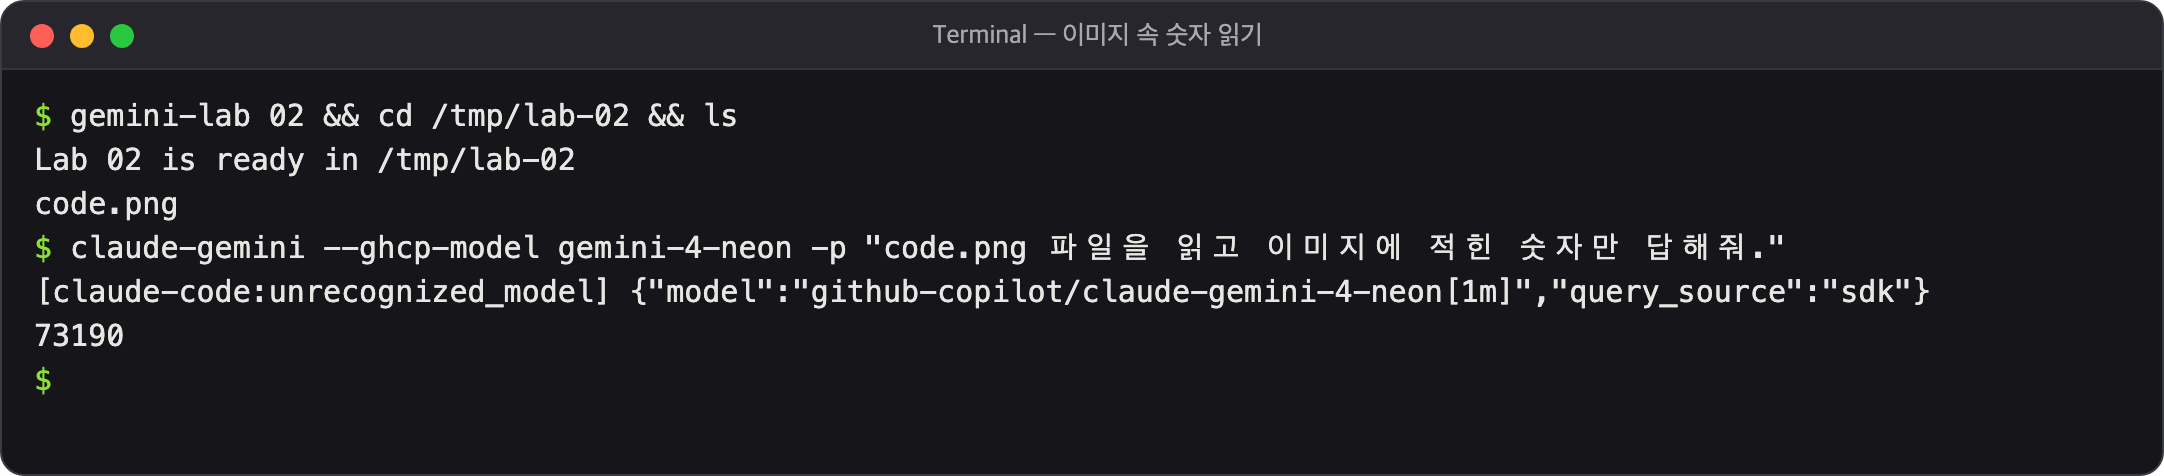 Terminal — 이미지 속 숫자 읽기
$ gemini-lab 02 && cd /tmp/lab-02 && ls
Lab 02 is ready in /tmp/lab-02
code.png
$ claude-gemini --ghcp-model gemini-4-neon -p "code.png 파일을 읽고 이미지에 적힌 숫자만 답해줘."
[claude-code:unrecognized_model] {"model":"github-copilot/claude-gemini-4-neon[1m]","query_source":"sdk"}
73190
$